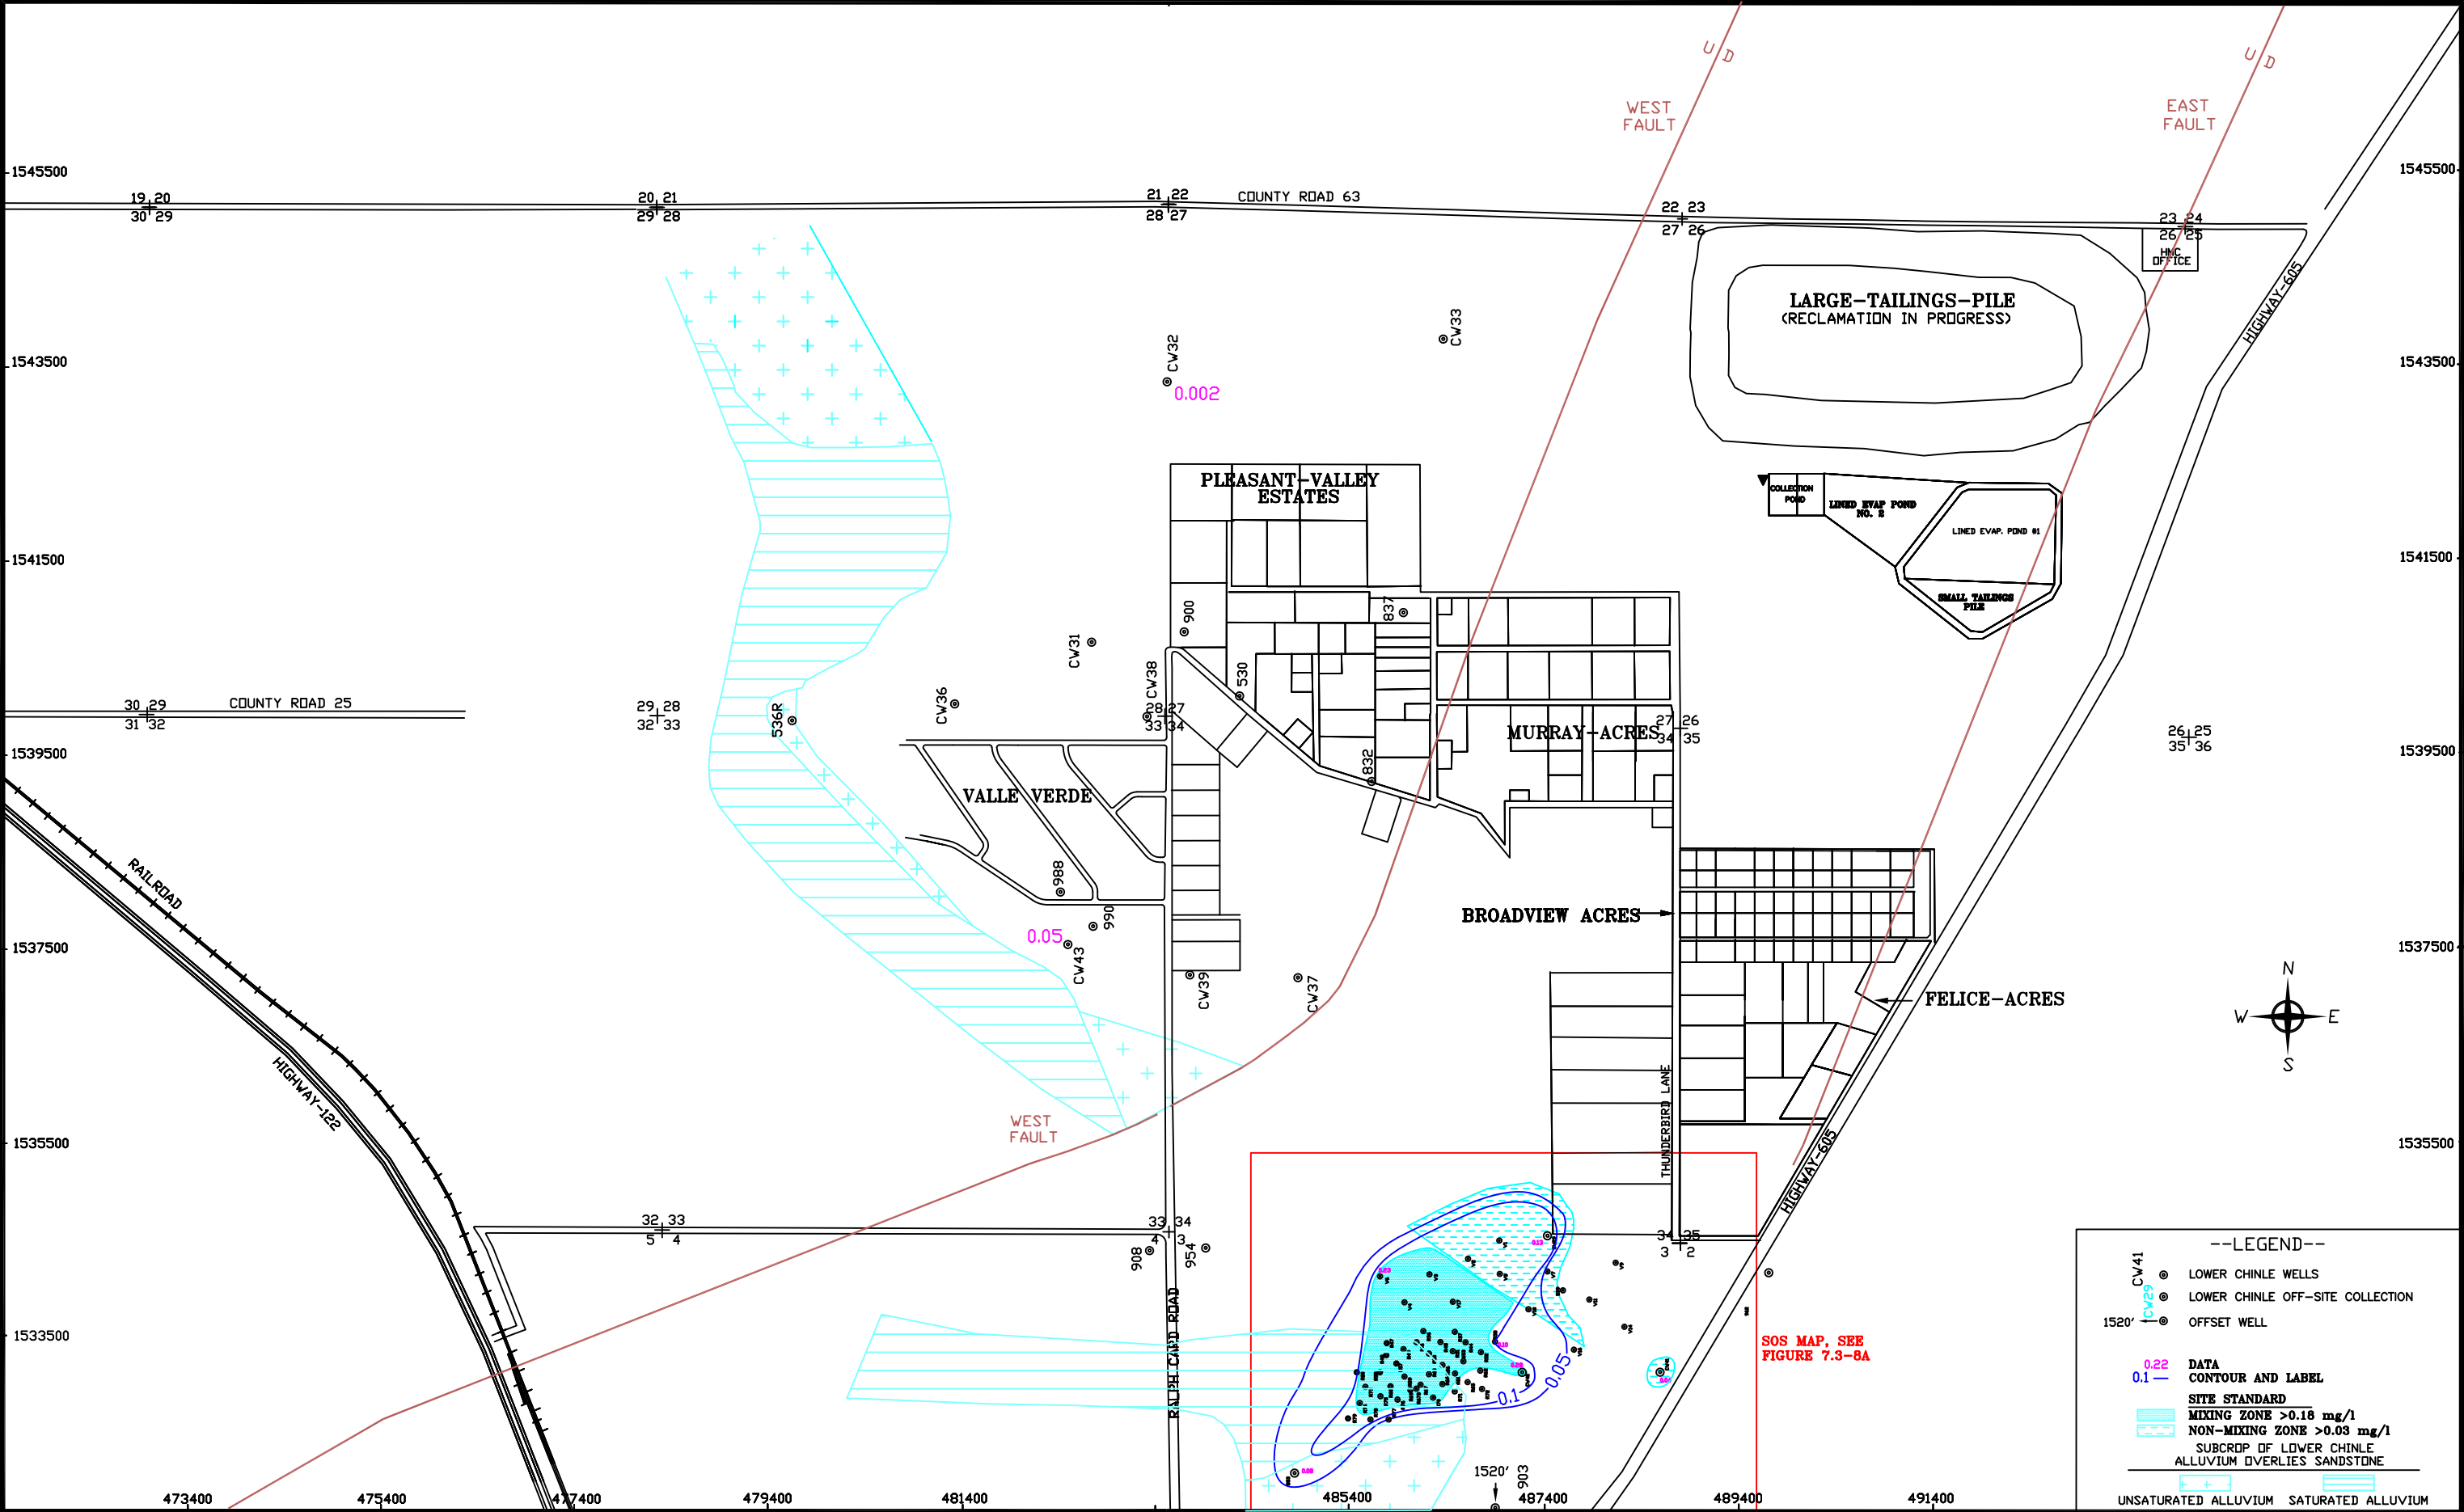 U D
U D
WEST
FAULT
EAST
FAULT
1545500
1545500
19 20
30 29
20 21
29 28
21 22
28 27
COUNTY ROAD 63
22 23
27 26
23 24
26 25
HMC
OFFICE
HIGHWAY-605
LARGE-TAILINGS-PILE
(RECLAMATION IN PROGRESS)
CW33
CW32
0.002
1543500
1543500
PLEASANT-VALLEY
ESTATES
COLLECTION
POND
LINED EVAP POND
NO. 2
LINED EVAP. POND #1
SMALL TAILINGS
PILE
1541500
1541500
900
837
CW31
CW38
530
CW36
536R
30 29
31 32
COUNTY ROAD 25
29 28
32 33
28 27
33 34
27 26
34 35
26 25
35 36
MURRAY-ACRES
832
1539500
1539500
VALLE VERDE
RAILROAD
988
990
0.05
CW43
CW39
CW37
BROADVIEW ACRES
1537500
1537500
FELICE-ACRES
N
W E
S
HIGHWAY-122
THUNDERBIRD LANE
WEST
FAULT
1535500
1535500
HIGHWAY-605
32 33
5 4
33 34
4 3
34 35
3 2
908
954
RALPH CARD ROAD
1533500
SOS MAP, SEE
FIGURE 7.3-8A
0.1
0.05
1520'
903
--LEGEND--
CW41
LOWER CHINLE WELLS
CW29
LOWER CHINLE OFF-SITE COLLECTION
1520'
OFFSET WELL
0.22 DATA
0.1 CONTOUR AND LABEL
SITE STANDARD
MIXING ZONE >0.18 mg/l
NON-MIXING ZONE >0.03 mg/l
SUBCROP OF LOWER CHINLE
ALLUVIUM OVERLIES SANDSTONE
UNSATURATED ALLUVIUM SATURATED ALLUVIUM
473400
475400
477400
479400
481400
485400
487400
489400
491400